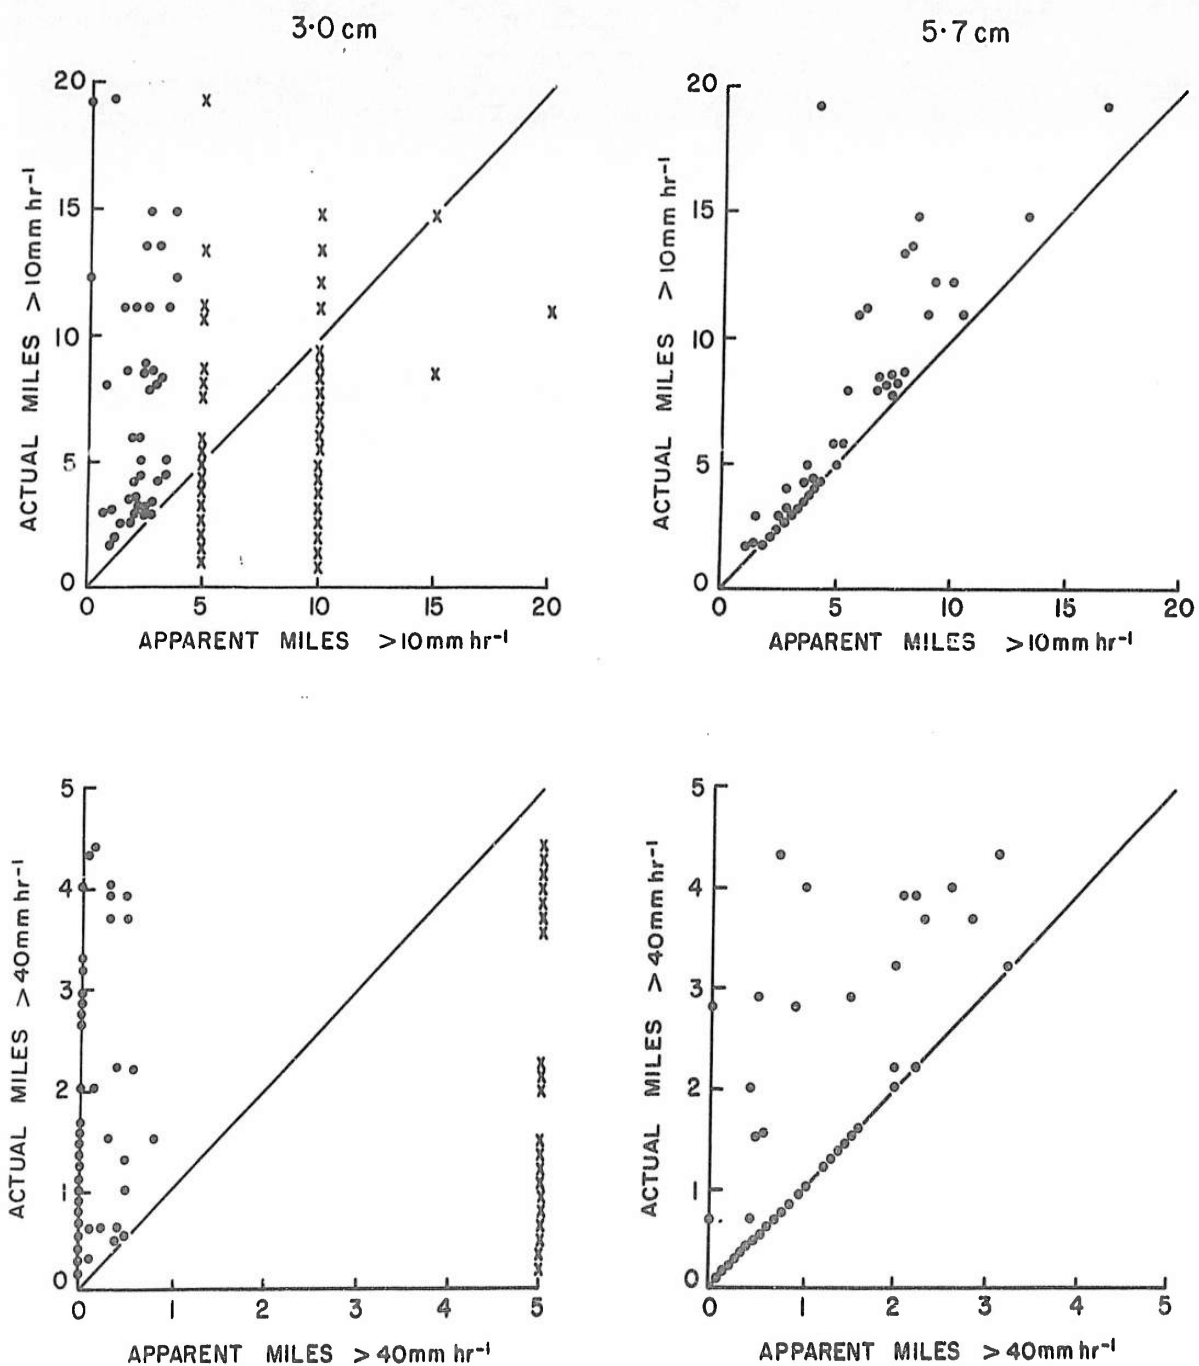 3·0 cm
5·7 cm
20
15
10
5
0
ACTUAL MILES >10mm hr⁻¹
0 5 10 15 20
APPARENT MILES >10mm hr⁻¹
20
15
10
5
0
ACTUAL MILES >10mm hr⁻¹
0 5 10 15 20
APPARENT MILES >10mm hr⁻¹
5
4
3
2
1
0
ACTUAL MILES >40mm hr⁻¹
0 1 2 3 4 5
APPARENT MILES >40mm hr⁻¹
5
4
3
2
1
0
ACTUAL MILES >40mm hr⁻¹
0 1 2 3 4 5
APPARENT MILES >40mm hr⁻¹